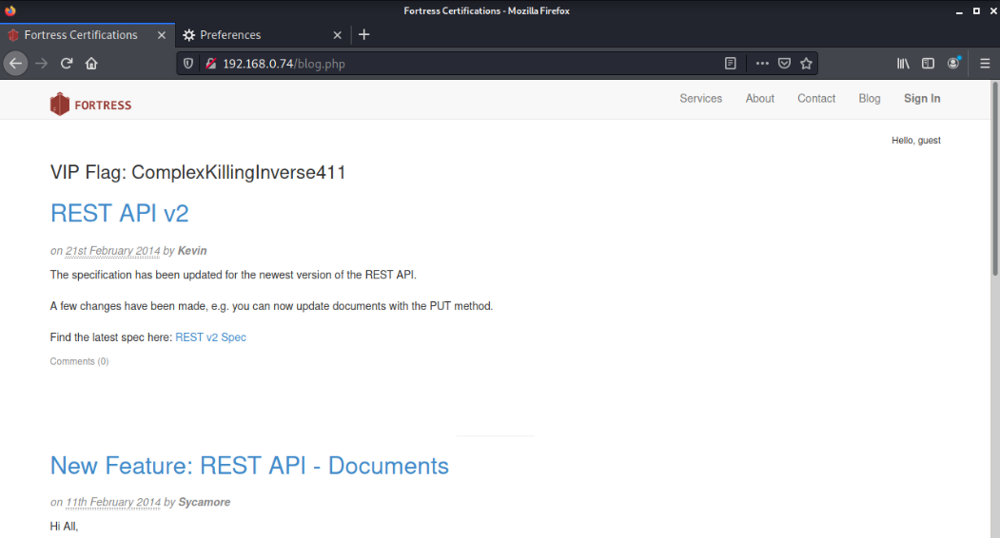 Fortress Certifications - Mozilla Firefox
Fortress Certifications
Preferences
192.168.0.74/blog.php
FORTRESS
Services About Contact Blog Sign In
Hello, guest
VIP Flag: ComplexKillingInverse411
REST API v2
on 21st February 2014 by Kevin
The specification has been updated for the newest version of the REST API.
A few changes have been made, e.g. you can now update documents with the PUT method.
Find the latest spec here: REST v2 Spec
Comments (0)
New Feature: REST API - Documents
on 11th February 2014 by Sycamore
Hi All,